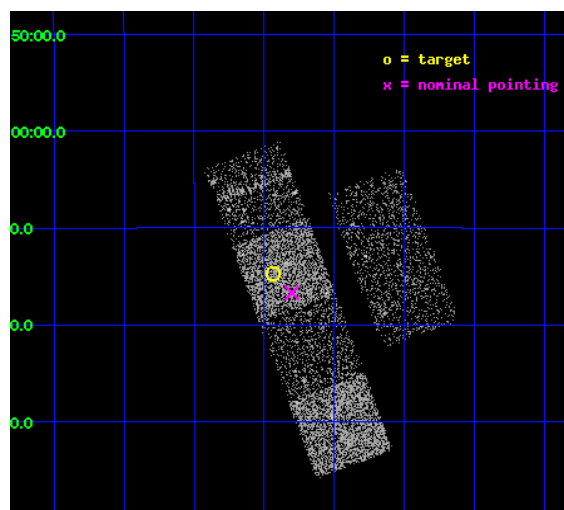 50:00.0
o = target
x = nominal pointing
00:00.0
0.0
0.0
0.0